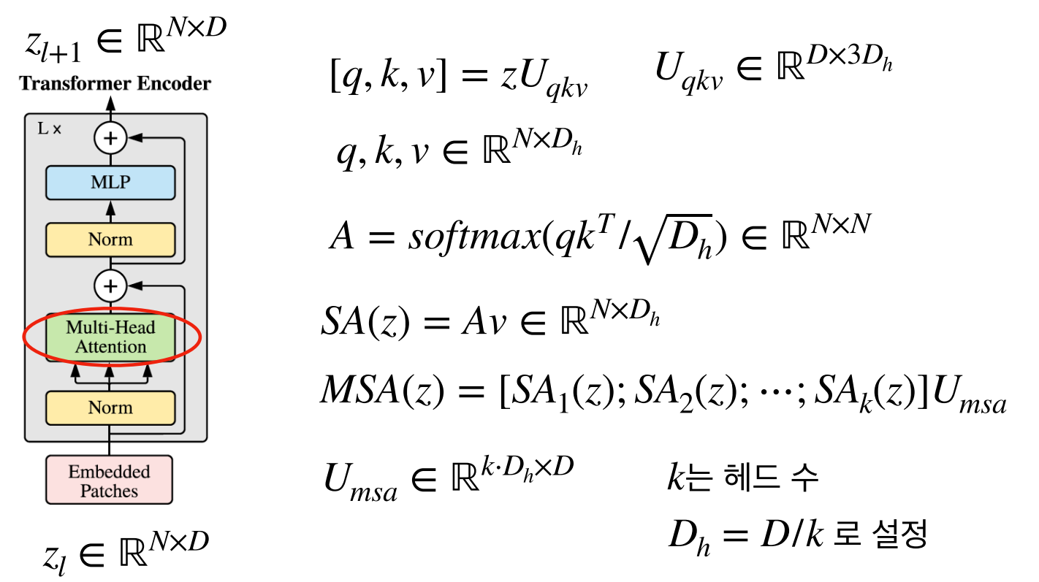 z_{l+1} ∈ ℝ^{N×D}
Transformer Encoder
L ×
+
MLP
Norm
+
Multi-Head
Attention
Norm
Embedded
Patches
z_l ∈ ℝ^{N×D}
[q, k, v] = zU_{qkv} U_{qkv} ∈ ℝ^{D×3D_h}
q, k, v ∈ ℝ^{N×D_h}
A = softmax(qk^T/√D_h) ∈ ℝ^{N×N}
SA(z) = Av ∈ ℝ^{N×D_h}
MSA(z) = [SA_1(z); SA_2(z); ⋯; SA_k(z)]U_{msa}
U_{msa} ∈ ℝ^{k·D_h×D} k는 헤드 수
D_h = D/k 로 설정